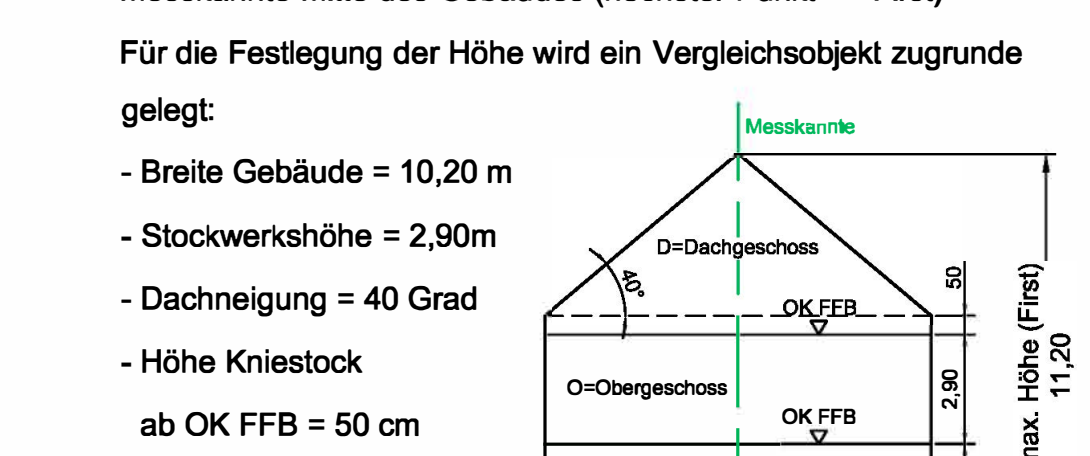 Für die Festlegung der Höhe wird ein Vergleichsobjekt zugrunde
gelegt:
- Breite Gebäude = 10,20 m
- Stockwerkshöhe = 2,90m
- Dachneigung = 40 Grad
- Höhe Kniestock
ab OK FFB = 50 cm
Messkannte
D=Dachgeschoss
40°
OK FFB
50
O=Obergeschoss
2,90
OK FFB
max. Höhe (First)
11,20